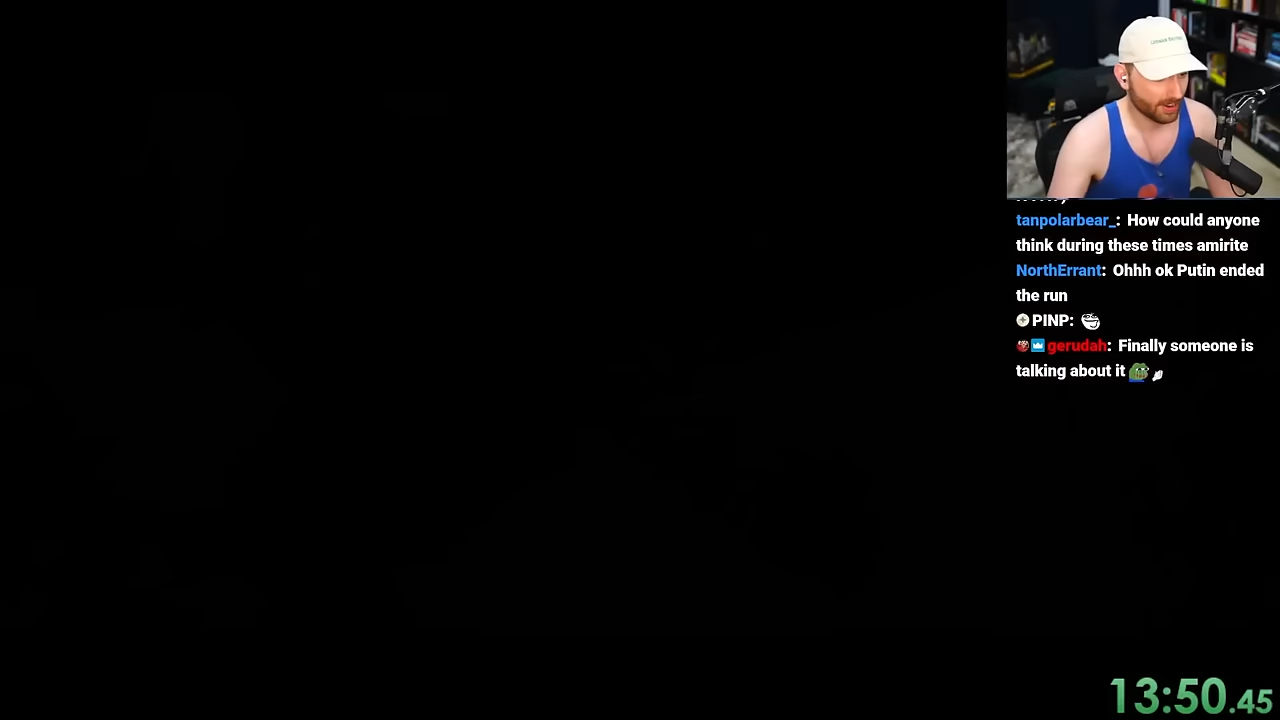 tanpolarbear_: How could anyone
think during these times amirite
NorthErrant: Ohhh ok Putin ended
the run
PINP:
gerudah: Finally someone is
talking about it
13:50.45